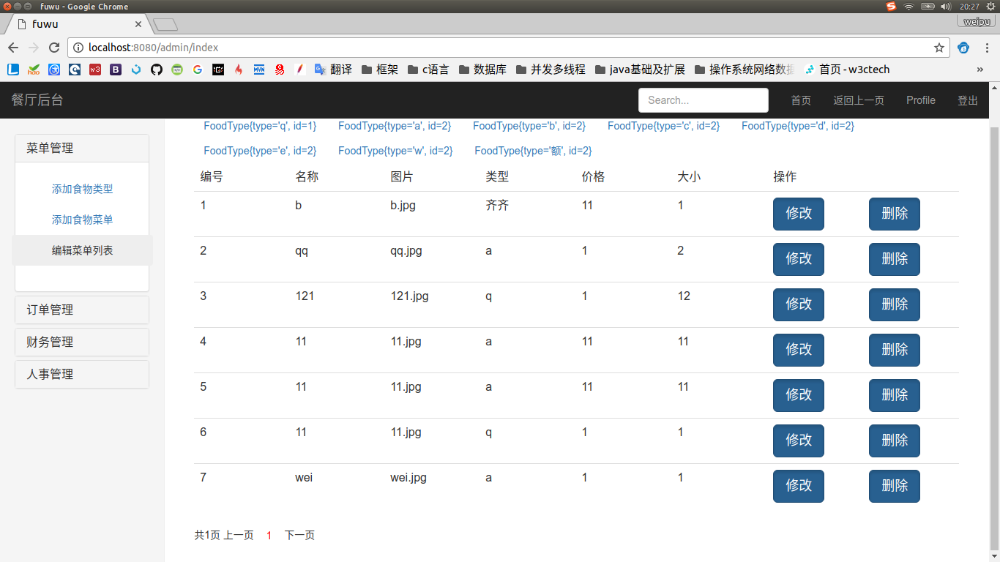 fuwu - Google Chrome 20:27
fuwu weipu
localhost:8080/admin/index
hao w3 B G MVN 易 翻译 框架 c语言 数据库 并发多线程 java基础及扩展 操作系统网络数据 首页 - w3ctech »
餐厅后台 Search... 首页 返回上一页 Profile 登出
FoodType{type='q', id=1} FoodType{type='a', id=2} FoodType{type='b', id=2} FoodType{type='c', id=2} FoodType{type='d', id=2}
FoodType{type='e', id=2} FoodType{type='w', id=2} FoodType{type='额', id=2}
菜单管理
添加食物类型
添加食物菜单
编辑菜单列表
订单管理
财务管理
人事管理
编号 名称 图片 类型 价格 大小 操作
1 b b.jpg 齐齐 11 1 修改 删除
2 qq qq.jpg a 1 2 修改 删除
3 121 121.jpg q 1 12 修改 删除
4 11 11.jpg a 11 11 修改 删除
5 11 11.jpg a 11 11 修改 删除
6 11 11.jpg q 1 1 修改 删除
7 wei wei.jpg a 1 1 修改 删除
共1页 上一页 1 下一页